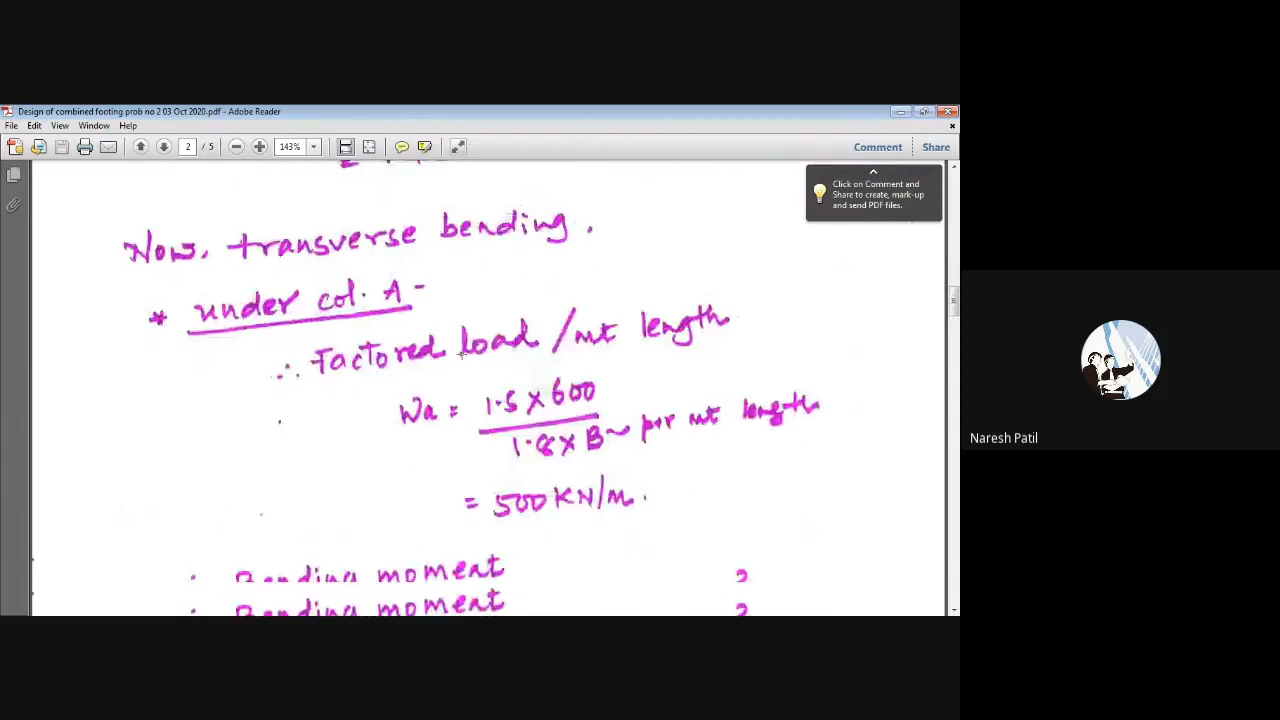 Design of combined footing prob no 2 03 Oct 2020.pdf - Adobe Reader
File Edit View Window Help
2 / 5 143% Comment Share
Click on Comment and
Share to create, mark-up
and send PDF files.
Now, transverse bending.
* under col. A -
∴ Factored load / mt length
Wa = 1.5 x 600
1.8 x B ~ per mt length
= 500 KN/m.
: Bending moment 2
: Bending moment 2
Naresh Patil